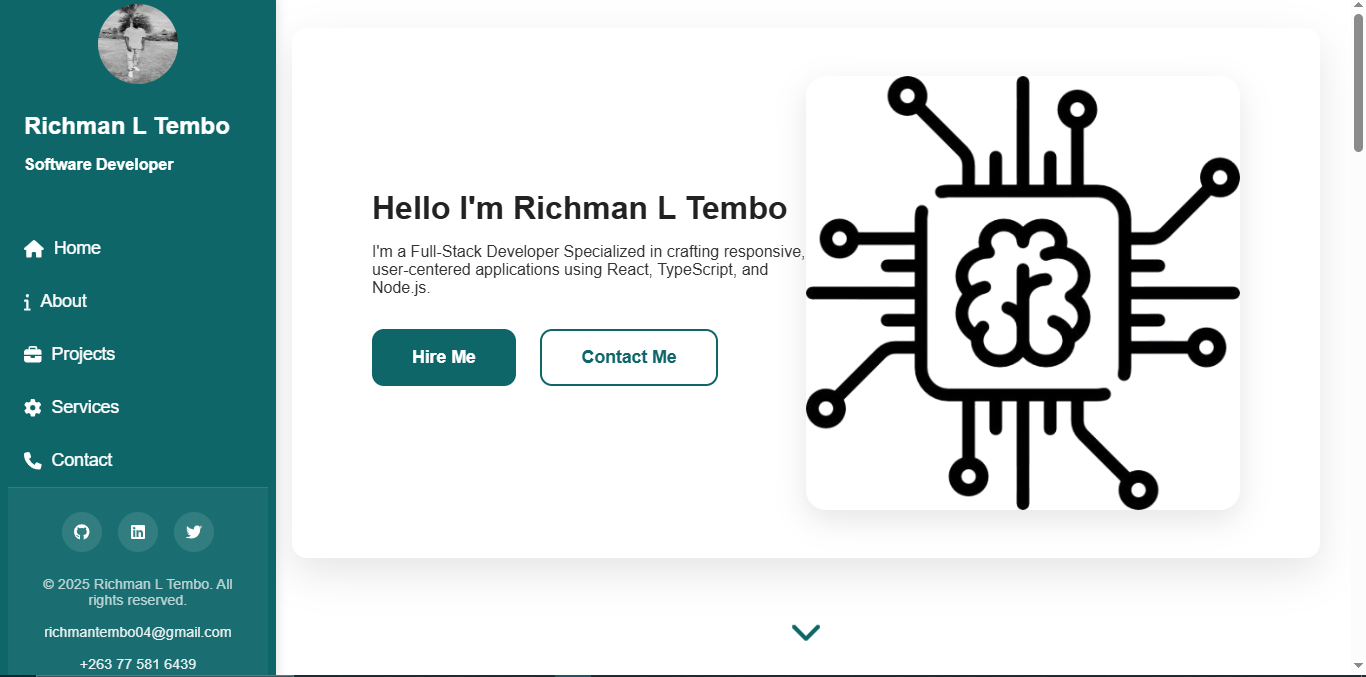 Richman L Tembo
Software Developer
Home
About
Projects
Services
Contact
© 2025 Richman L Tembo. All
rights reserved.
richmantembo04@gmail.com
+263 77 581 6439
Hello I'm Richman L Tembo
I'm a Full-Stack Developer Specialized in crafting responsive,
user-centered applications using React, TypeScript, and
Node.js.
Hire Me
Contact Me